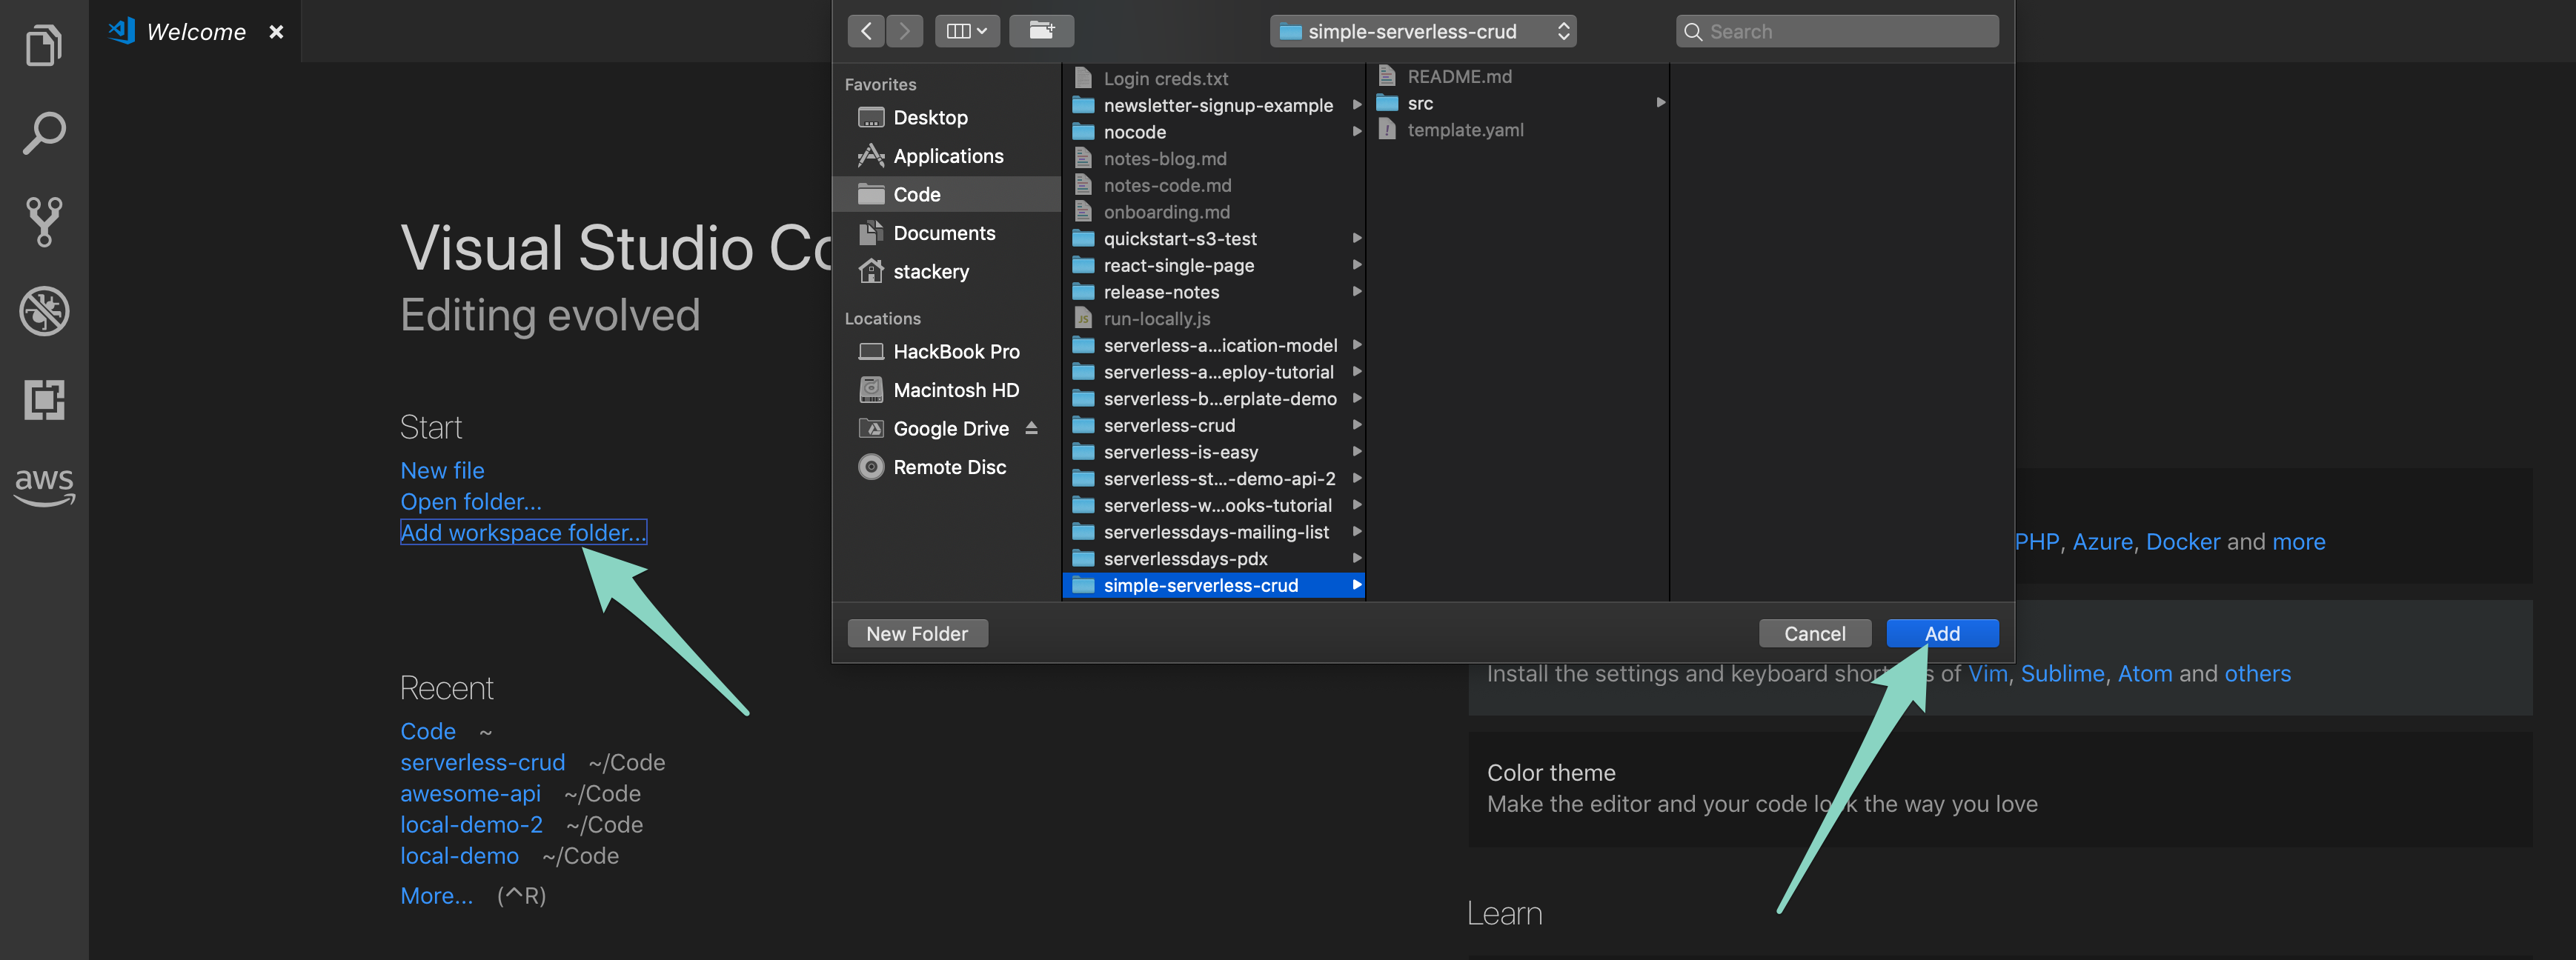 Welcome ×
simple-serverless-crud
Search
Favorites
Desktop
Applications
Code
Documents
stackery
Locations
HackBook Pro
Macintosh HD
Google Drive
Remote Disc
Login creds.txt
newsletter-signup-example
nocode
notes-blog.md
notes-code.md
onboarding.md
quickstart-s3-test
react-single-page
release-notes
JS run-locally.js
serverless-a...ication-model
serverless-a...eploy-tutorial
serverless-b...erplate-demo
serverless-crud
serverless-is-easy
serverless-st...-demo-api-2
serverless-w...ooks-tutorial
serverlessdays-mailing-list
serverlessdays-pdx
simple-serverless-crud
README.md
src
template.yaml
New Folder
Cancel
Add
aws
Visual Studio Co
Editing evolved
Start
New file
Open folder...
Add workspace folder...
Recent
Code ~
serverless-crud ~/Code
awesome-api ~/Code
local-demo-2 ~/Code
local-demo ~/Code
More... (^R)
PHP, Azure, Docker and more
Install the settings and keyboard of Vim, Sublime, Atom and others
Color theme
Make the editor and your code look the way you love
Learn